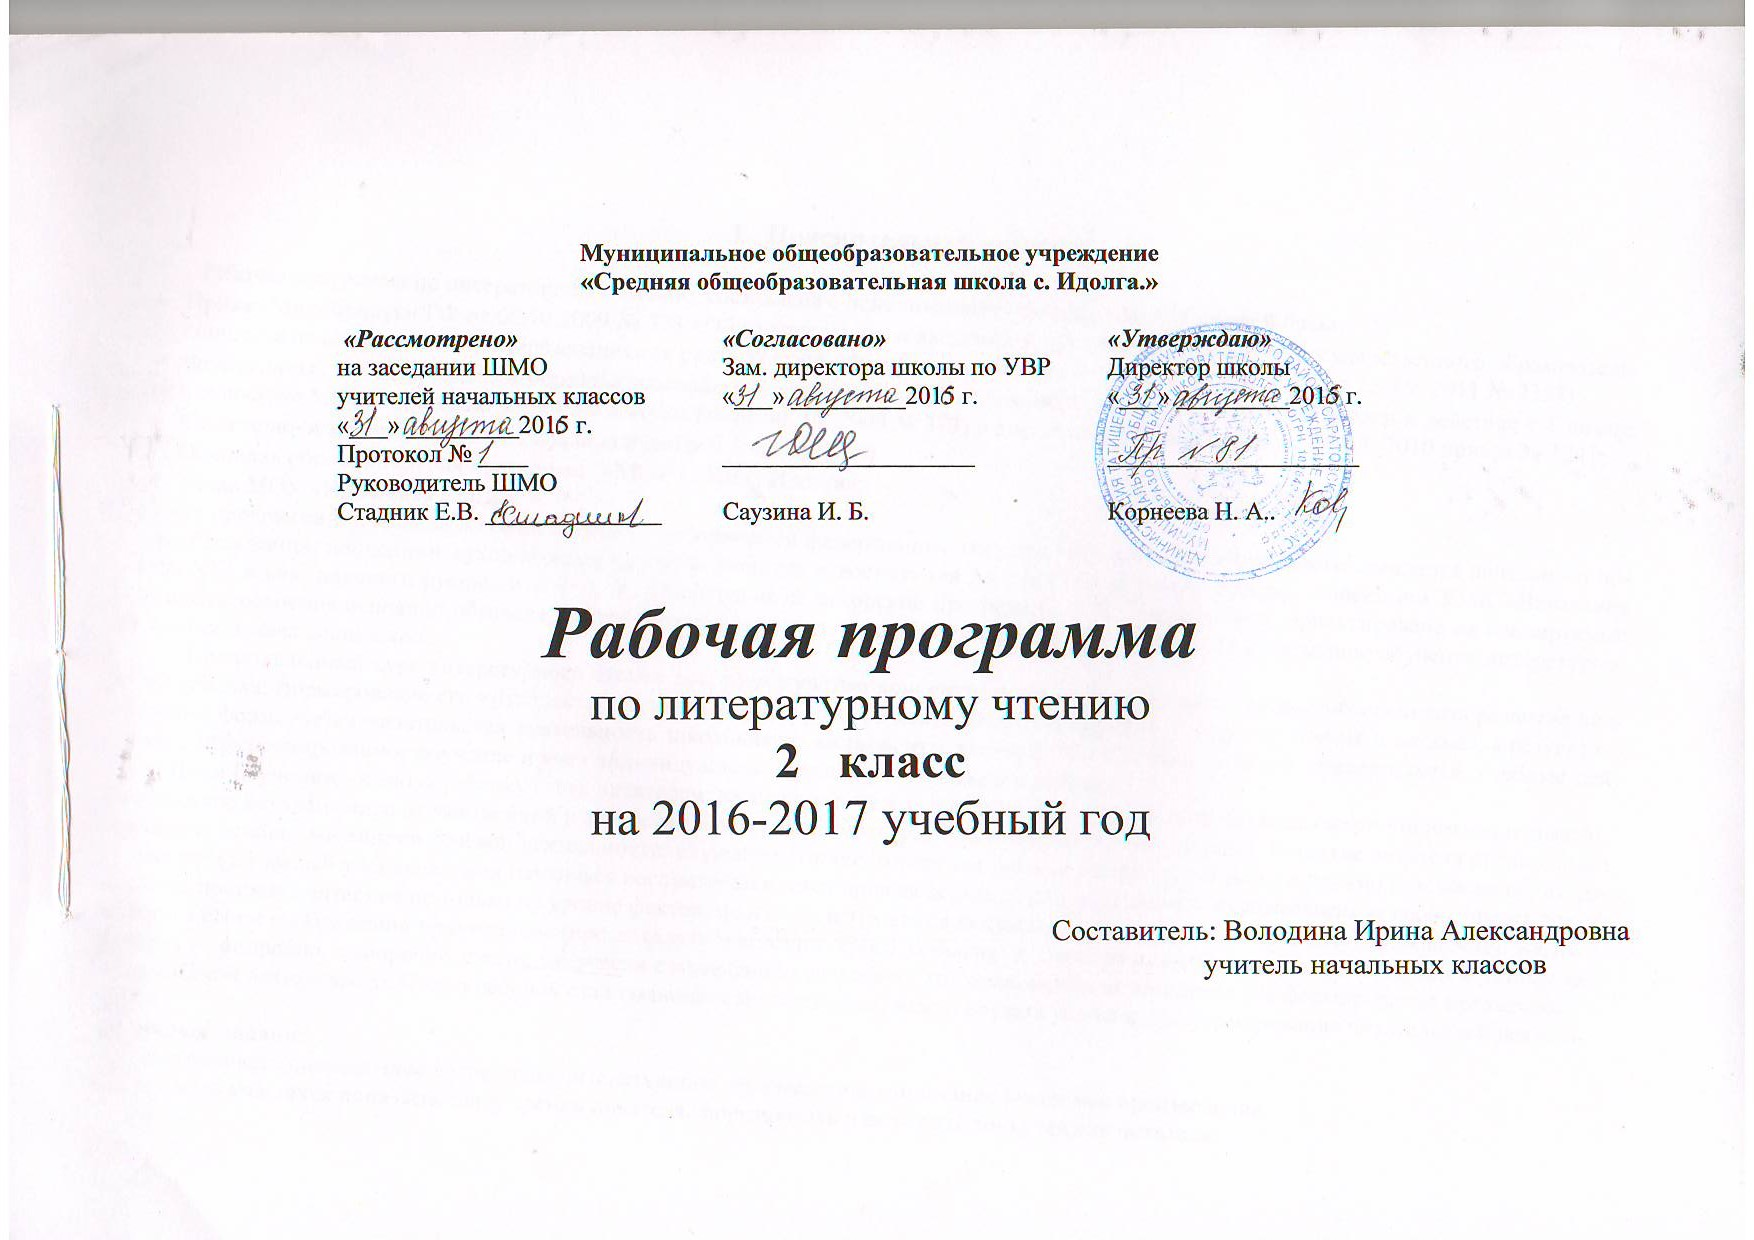 Муниципальное общеобразовательное учреждение
«Средняя общеобразовательная школа с. Идолга.»
«Рассмотрено»
на заседании ШМО
учителей начальных классов
«31» августа 2016 г.
Протокол № 1
Руководитель ШМО
Стадник Е.В.
«Согласовано»
Зам. директора школы по УВР
«31» августа 2016 г.
Саузина И. Б.
«Утверждаю»
Директор школы
«31» августа 2016 г.
Пр №81
Корнеева Н. А..
Рабочая программа
по литературному чтению
2 класс
на 2016-2017 учебный год
Составитель: Володина Ирина Александровна
учитель начальных классов